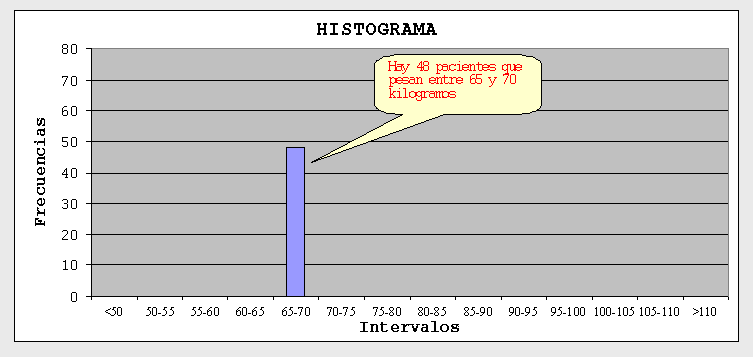 HISTOGRAMA
80
70
60
50
40
30
20
10
0
Frecuencias
Hay 48 pacientes que
pesan entre 65 y 70
kilogramos
<50 50-55 55-60 60-65 65-70 70-75 75-80 80-85 85-90 90-95 95-100 100-105 105-110 >110
Intervalos